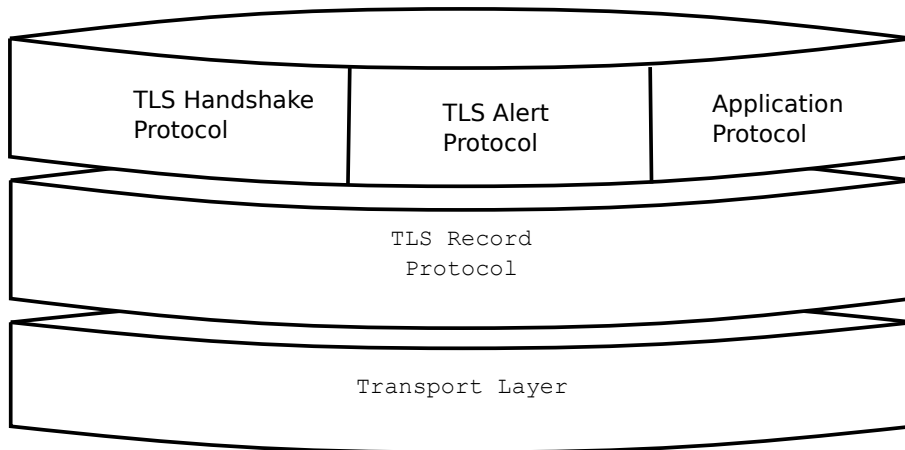 TLS Handshake
Protocol
TLS Alert
Protocol
Application
Protocol
TLS Record
Protocol
Transport Layer